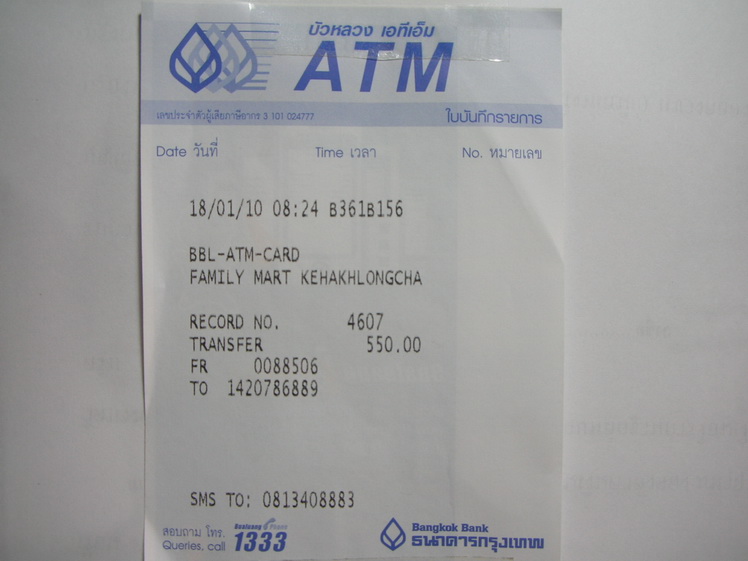 บัวหลวง เอทีเอ็ม
ATM
เลขประจำตัวผู้เสียภาษีอากร 3 101 024777
ใบบันทึกรายการ
Date วันที่ Time เวลา No. หมายเลข
18/01/10 08:24 B361B156
BBL-ATM-CARD
FAMILY MART KEHAKHLONGCHA
RECORD NO. 4607
TRANSFER 550.00
FR 0088506
TO 1420786889
SMS TO: 0813408883
สอบถาม โทร.
Queries, call
Bualuang Phone
1333
Bangkok Bank
ธนาคารกรุงเทพ